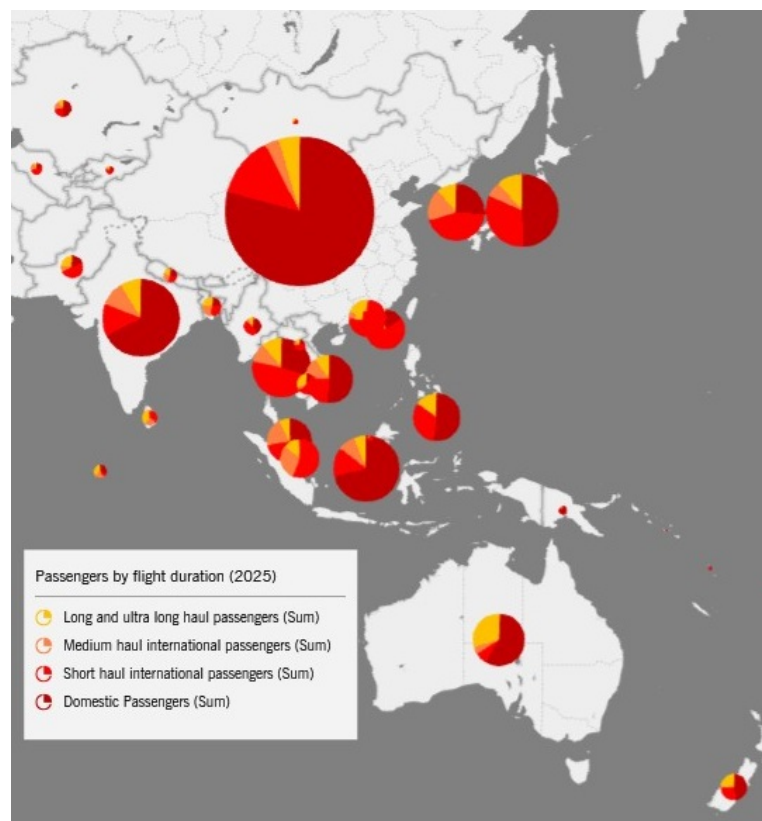 Passengers by flight duration (2025)
Long and ultra long haul passengers (Sum)
Medium haul international passengers (Sum)
Short haul international passengers (Sum)
Domestic Passengers (Sum)